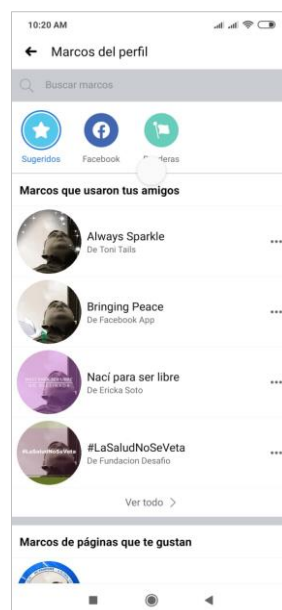 10:20 AM
Marcos del perfil
Buscar marcos
Sugeridos
Facebook
Marcos que usaron tus amigos
Always Sparkle
De Toni Tails
Bringing Peace
De Facebook App
Nací para ser libre
De Ericka Soto
#LaSaludNoSeVeta
#LaSaludNoSeVeta
De Fundacion Desafio
Ver todo
Marcos de páginas que te gustan